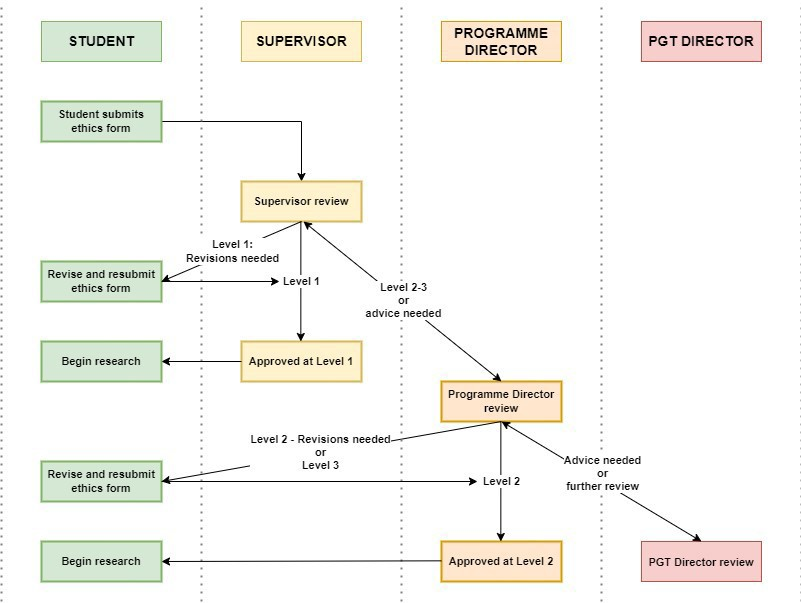 STUDENT
SUPERVISOR
PROGRAMME
DIRECTOR
PGT DIRECTOR
Student submits
ethics form
Supervisor review
Level 1:
Revisions needed
Revise and resubmit
ethics form
Level 1
Level 2-3
or
advice needed
Begin research
Approved at Level 1
Programme Director
review
Level 2 - Revisions needed
or
Level 3
Revise and resubmit
ethics form
Level 2
Advice needed
or
further review
Begin research
Approved at Level 2
PGT Director review